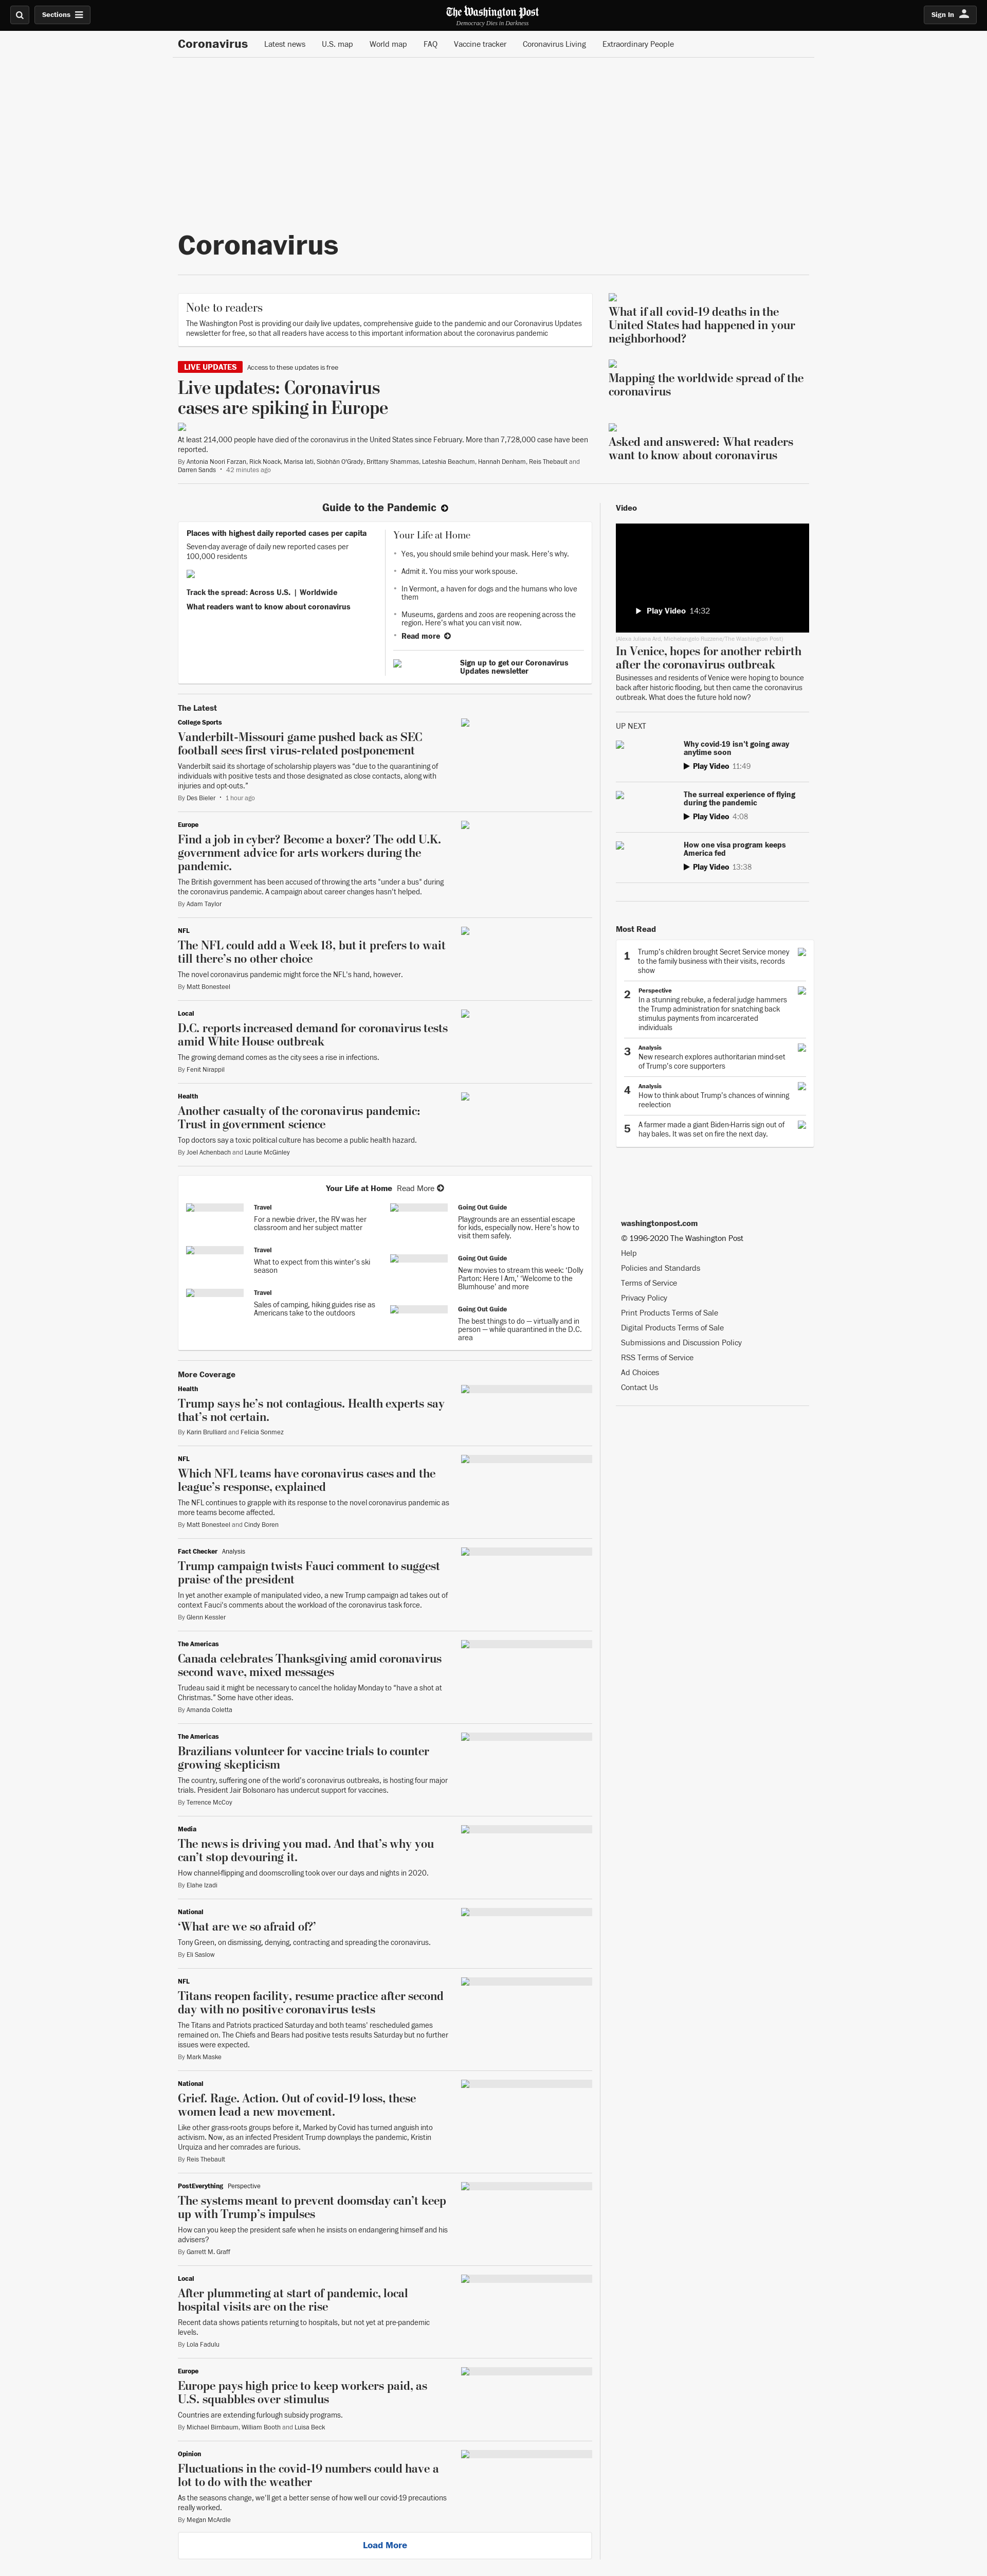 Sections
The Washington Post
Democracy Dies in Darkness
Sign In
Coronavirus
Latest news
U.S. map
World map
FAQ
Vaccine tracker
Coronavirus Living
Extraordinary People
Coronavirus
Note to readers
The Washington Post is providing our daily live updates, comprehensive guide to the pandemic and our Coronavirus Updates
newsletter for free, so that all readers have access to this important information about the coronavirus pandemic
LIVE UPDATES
Access to these updates is free
Live updates: Coronavirus
cases are spiking in Europe
At least 214,000 people have died of the coronavirus in the United States since February. More than 7,728,000 case have been
reported.
By Antonia Noori Farzan, Rick Noack, Marisa Iati, Siobhán O'Grady, Brittany Shammas, Lateshia Beachum, Hannah Denham, Reis Thebault and
Darren Sands • 42 minutes ago
What if all covid-19 deaths in the
United States had happened in your
neighborhood?
Mapping the worldwide spread of the
coronavirus
Asked and answered: What readers
want to know about coronavirus
Guide to the Pandemic
Places with highest daily reported cases per capita
Seven-day average of daily new reported cases per
100,000 residents
Track the spread: Across U.S. | Worldwide
What readers want to know about coronavirus
Your Life at Home
Yes, you should smile behind your mask. Here's why.
Admit it. You miss your work spouse.
In Vermont, a haven for dogs and the humans who love
them
Museums, gardens and zoos are reopening across the
region. Here's what you can visit now.
Read more
Sign up to get our Coronavirus
Updates newsletter
The Latest
College Sports
Vanderbilt-Missouri game pushed back as SEC
football sees first virus-related postponement
Vanderbilt said its shortage of scholarship players was “due to the quarantining of
individuals with positive tests and those designated as close contacts, along with
injuries and opt-outs.”
By Des Bieler • 1 hour ago
Europe
Find a job in cyber? Become a boxer? The odd U.K.
government advice for arts workers during the
pandemic.
The British government has been accused of throwing the arts "under a bus" during
the coronavirus pandemic. A campaign about career changes hasn't helped.
By Adam Taylor
NFL
The NFL could add a Week 18, but it prefers to wait
till there’s no other choice
The novel coronavirus pandemic might force the NFL's hand, however.
By Matt Bonesteel
Local
D.C. reports increased demand for coronavirus tests
amid White House outbreak
The growing demand comes as the city sees a rise in infections.
By Fenit Nirappil
Health
Another casualty of the coronavirus pandemic:
Trust in government science
Top doctors say a toxic political culture has become a public health hazard.
By Joel Achenbach and Laurie McGinley
Your Life at Home Read More
Travel
For a newbie driver, the RV was her
classroom and her subject matter
Travel
What to expect from this winter's ski
season
Travel
Sales of camping, hiking guides rise as
Americans take to the outdoors
Going Out Guide
Playgrounds are an essential escape
for kids, especially now. Here's how to
visit them safely.
Going Out Guide
New movies to stream this week: ‘Dolly
Parton: Here I Am,’ ‘Welcome to the
Blumhouse’ and more
Going Out Guide
The best things to do — virtually and in
person — while quarantined in the D.C.
area
More Coverage
Health
Trump says he’s not contagious. Health experts say
that’s not certain.
By Karin Brulliard and Felicia Sonmez
NFL
Which NFL teams have coronavirus cases and the
league’s response, explained
The NFL continues to grapple with its response to the novel coronavirus pandemic as
more teams become affected.
By Matt Bonesteel and Cindy Boren
Fact Checker Analysis
Trump campaign twists Fauci comment to suggest
praise of the president
In yet another example of manipulated video, a new Trump campaign ad takes out of
context Fauci's comments about the workload of the coronavirus task force.
By Glenn Kessler
The Americas
Canada celebrates Thanksgiving amid coronavirus
second wave, mixed messages
Trudeau said it might be necessary to cancel the holiday Monday to “have a shot at
Christmas.” Some have other ideas.
By Amanda Coletta
The Americas
Brazilians volunteer for vaccine trials to counter
growing skepticism
The country, suffering one of the world's coronavirus outbreaks, is hosting four major
trials. President Jair Bolsonaro has undercut support for vaccines.
By Terrence McCoy
Media
The news is driving you mad. And that’s why you
can’t stop devouring it.
How channel-flipping and doomscrolling took over our days and nights in 2020.
By Elahe Izadi
National
‘What are we so afraid of?’
Tony Green, on dismissing, denying, contracting and spreading the coronavirus.
By Eli Saslow
NFL
Titans reopen facility, resume practice after second
day with no positive coronavirus tests
The Titans and Patriots practiced Saturday and both teams' rescheduled games
remained on. The Chiefs and Bears had positive tests results Saturday but no further
issues were expected.
By Mark Maske
National
Grief. Rage. Action. Out of covid-19 loss, these
women lead a new movement.
Like other grass-roots groups before it, Marked by Covid has turned anguish into
activism. Now, as an infected President Trump downplays the pandemic, Kristin
Urquiza and her comrades are furious.
By Reis Thebault
PostEverything Perspective
The systems meant to prevent doomsday can’t keep
up with Trump’s impulses
How can you keep the president safe when he insists on endangering himself and his
advisers?
By Garrett M. Graff
Local
After plummeting at start of pandemic, local
hospital visits are on the rise
Recent data shows patients returning to hospitals, but not yet at pre-pandemic
levels.
By Lola Fadulu
Europe
Europe pays high price to keep workers paid, as
U.S. squabbles over stimulus
Countries are extending furlough subsidy programs.
By Michael Birnbaum, William Booth and Luisa Beck
Opinion
Fluctuations in the covid-19 numbers could have a
lot to do with the weather
As the seasons change, we'll get a better sense of how well our covid-19 precautions
really worked.
By Megan McArdle
Load More
Video
Play Video 14:32
(Alexa Juliana Ard, Michelangelo Ruzzene/The Washington Post)
In Venice, hopes for another rebirth
after the coronavirus outbreak
Businesses and residents of Venice were hoping to bounce
back after historic flooding, but then came the coronavirus
outbreak. What does the future hold now?
UP NEXT
Why covid-19 isn't going away
anytime soon
Play Video 11:49
The surreal experience of flying
during the pandemic
Play Video 4:08
How one visa program keeps
America fed
Play Video 13:38
Most Read
1
Trump's children brought Secret Service money
to the family business with their visits, records
show
2
Perspective
In a stunning rebuke, a federal judge hammers
the Trump administration for snatching back
stimulus payments from incarcerated
individuals
3
Analysis
New research explores authoritarian mind-set
of Trump's core supporters
4
Analysis
How to think about Trump's chances of winning
reelection
5
A farmer made a giant Biden-Harris sign out of
hay bales. It was set on fire the next day.
washingtonpost.com
© 1996-2020 The Washington Post
Help
Policies and Standards
Terms of Service
Privacy Policy
Print Products Terms of Sale
Digital Products Terms of Sale
Submissions and Discussion Policy
RSS Terms of Service
Ad Choices
Contact Us